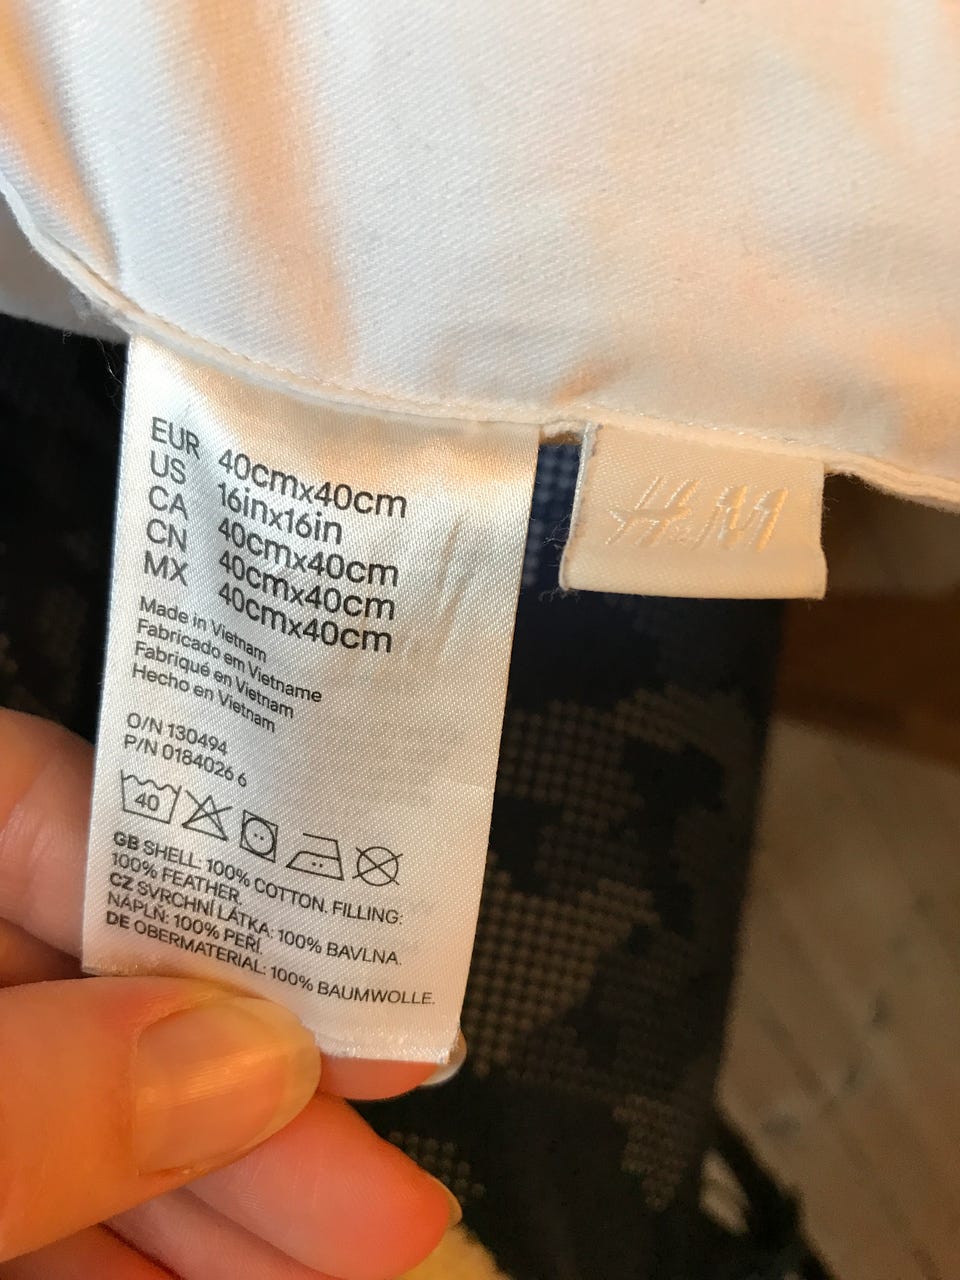 EUR 40cmx40cm
US 16inx16in
CA 40cmx40cm
CN 40cmx40cm
MX 40cmx40cm
Made in Vietnam
Fabricado em Vietname
Fabriqué en Vietnam
Hecho en Vietnam
O/N 130494
P/N 0184026 6
40
GB SHELL: 100% COTTON. FILLING:
100% FEATHER.
CZ SVRCHNÍ LÁTKA: 100% BAVLNA.
NÁPLŇ: 100% PEŘÍ.
DE OBERMATERIAL: 100% BAUMWOLLE.
H&M